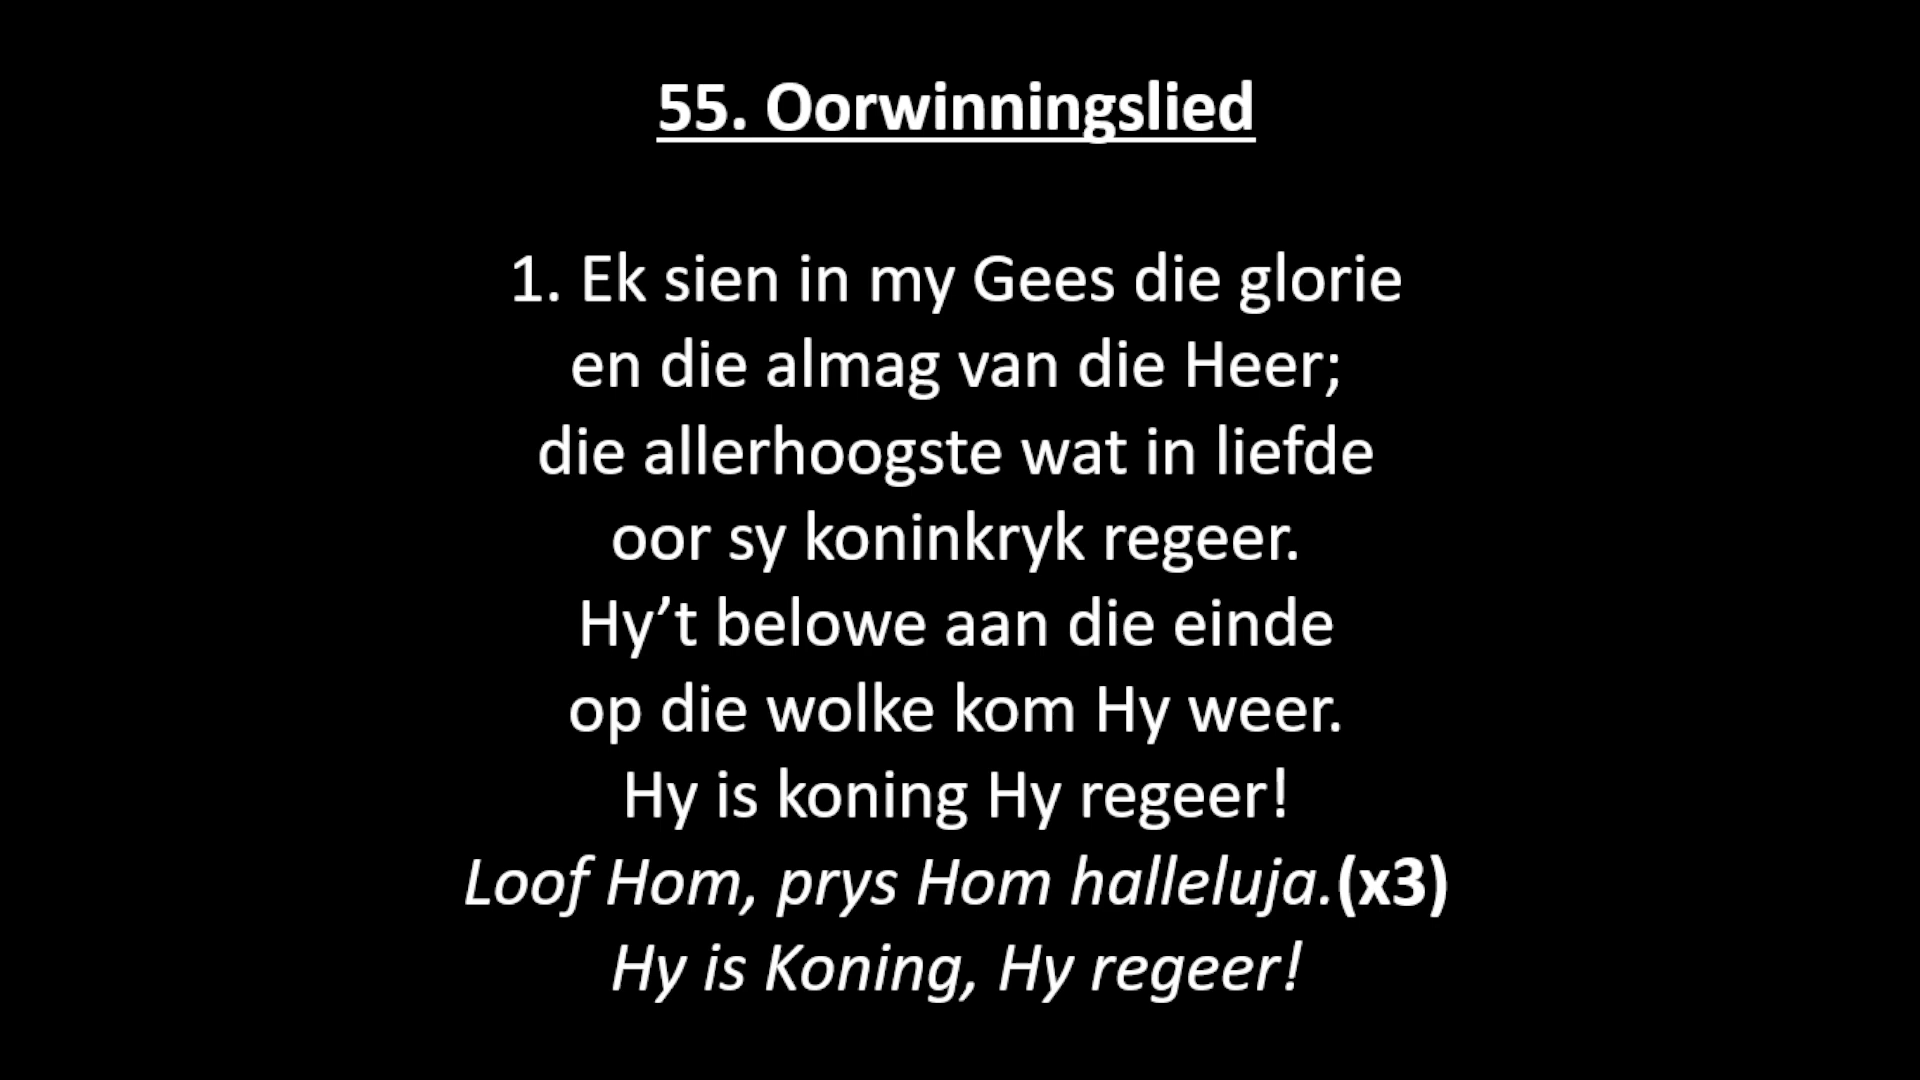 55. Oorwinningslied
1. Ek sien in my Gees die glorie
en die almag van die Heer;
die allerhoogste wat in liefde
oor sy koninkryk regeer.
Hy’t belowe aan die einde
op die wolke kom Hy weer.
Hy is koning Hy regeer!
Loof Hom, prys Hom halleluja.(x3)
Hy is Koning, Hy regeer!